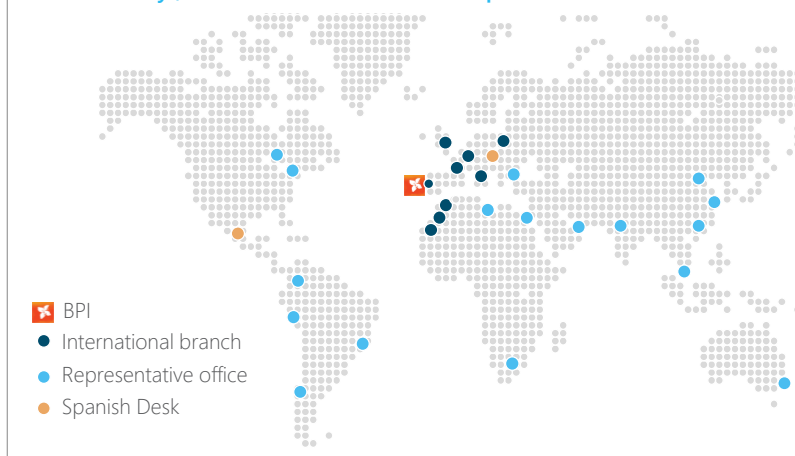 BPI
International branch
Representative office
Spanish Desk